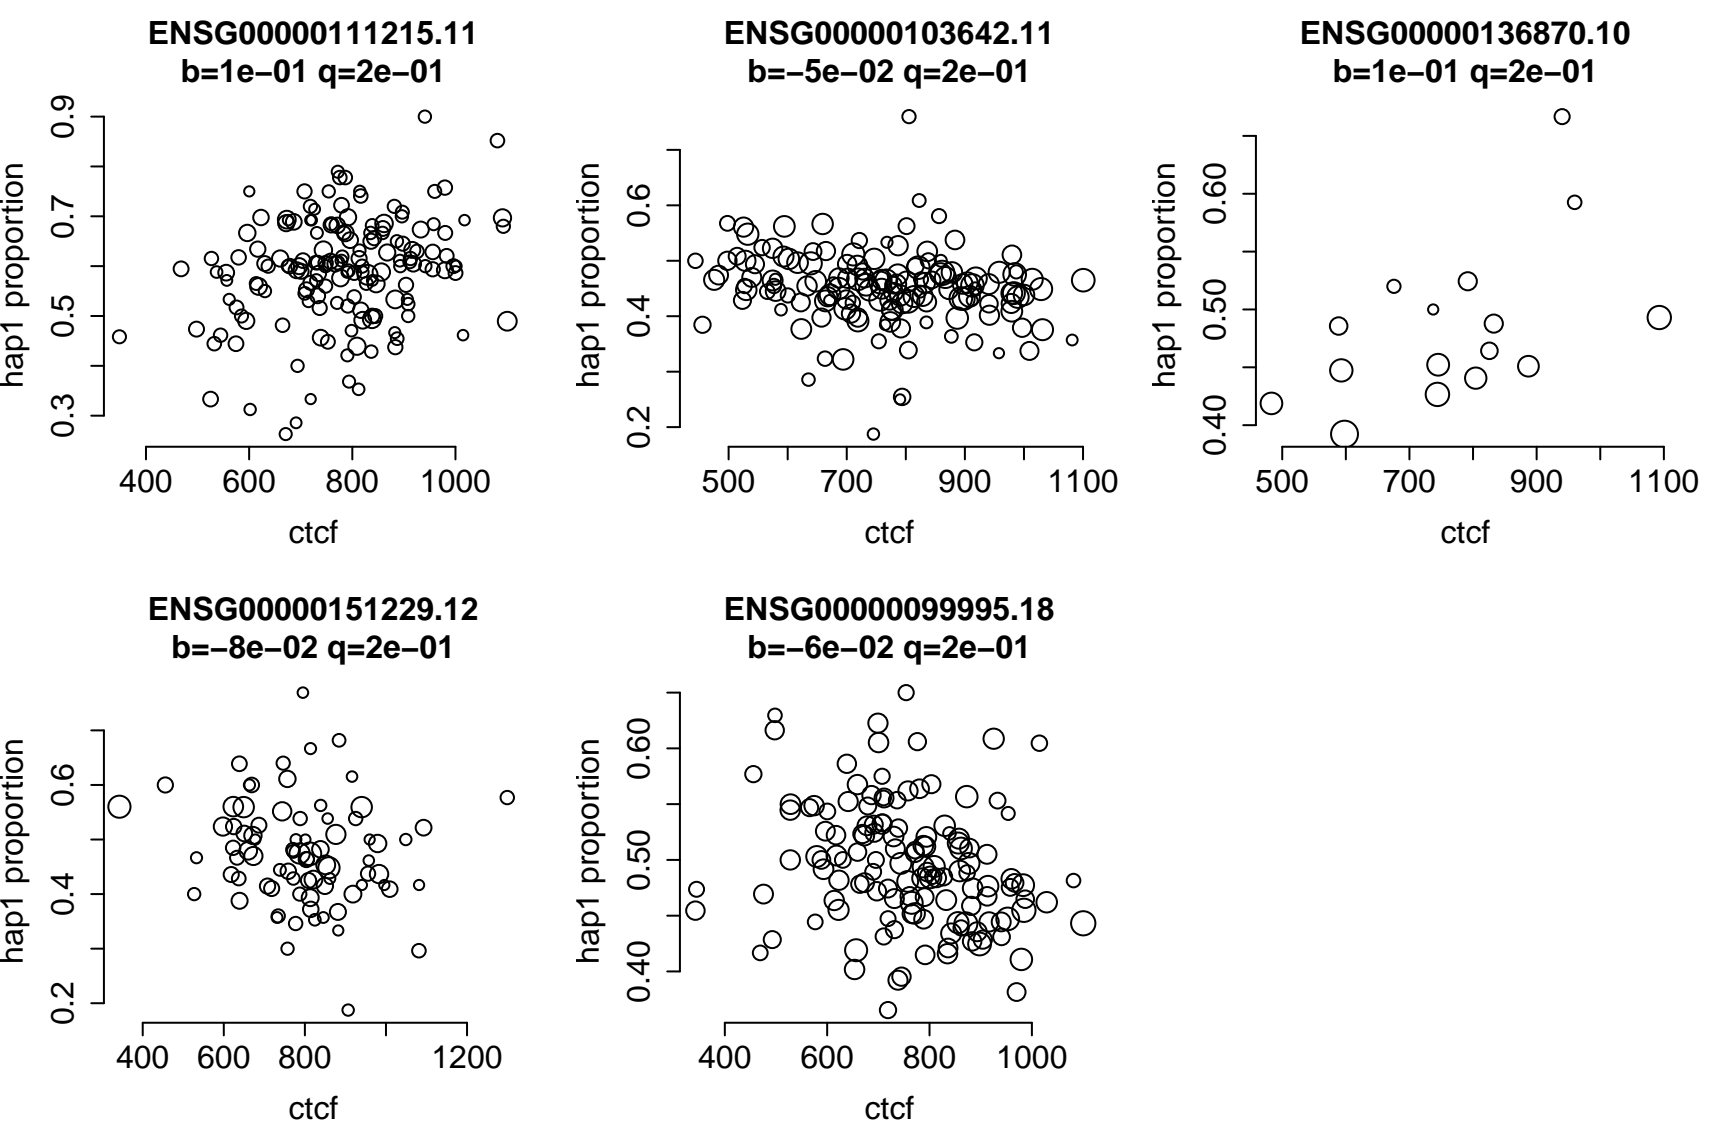 ENSG00000111215.11
b=1e−01 q=2e−01
hap1 proportion
0.9
0.7
0.5
0.3
400 600 800 1000
ctcf
ENSG00000103642.11
b=−5e−02 q=2e−01
hap1 proportion
0.6
0.4
0.2
500 700 900 1100
ctcf
ENSG00000136870.10
b=1e−01 q=2e−01
hap1 proportion
0.60
0.50
0.40
500 700 900 1100
ctcf
ENSG00000151229.12
b=−8e−02 q=2e−01
hap1 proportion
0.6
0.4
0.2
400 600 800 1200
ctcf
ENSG00000099995.18
b=−6e−02 q=2e−01
hap1 proportion
0.60
0.50
0.40
400 600 800 1000
ctcf